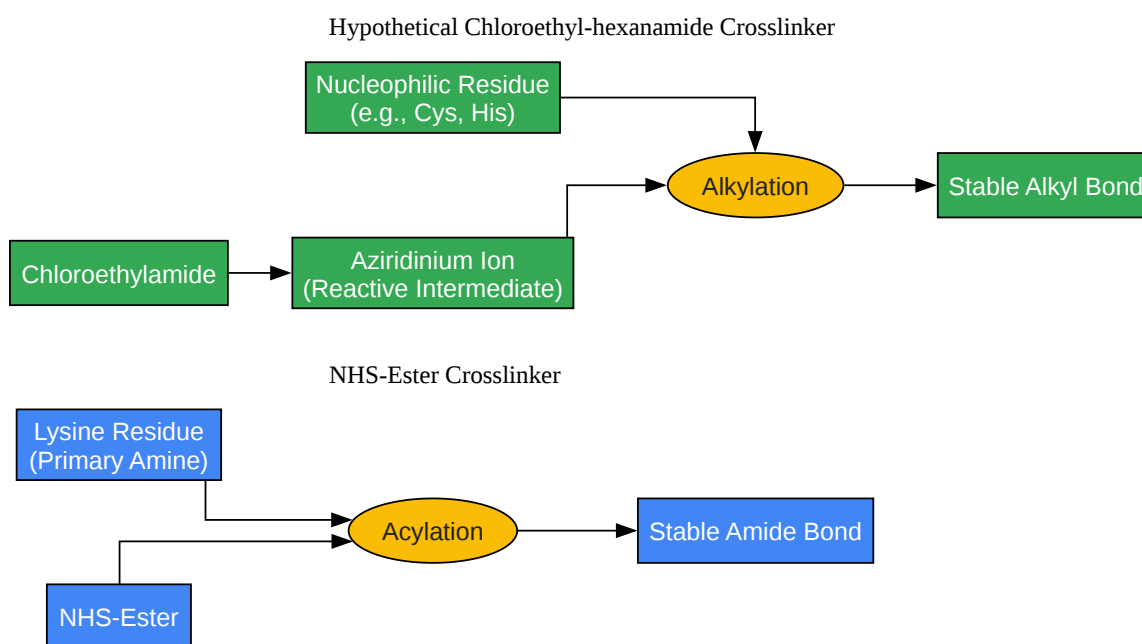 Hypothetical Chloroethyl-hexanamide Crosslinker
Nucleophilic Residue
(e.g., Cys, His)
Alkylation
Stable Alkyl Bond
Chloroethylamide
Aziridinium Ion
(Reactive Intermediate)
NHS-Ester Crosslinker
Lysine Residue
(Primary Amine)
Acylation
Stable Amide Bond
NHS-Ester